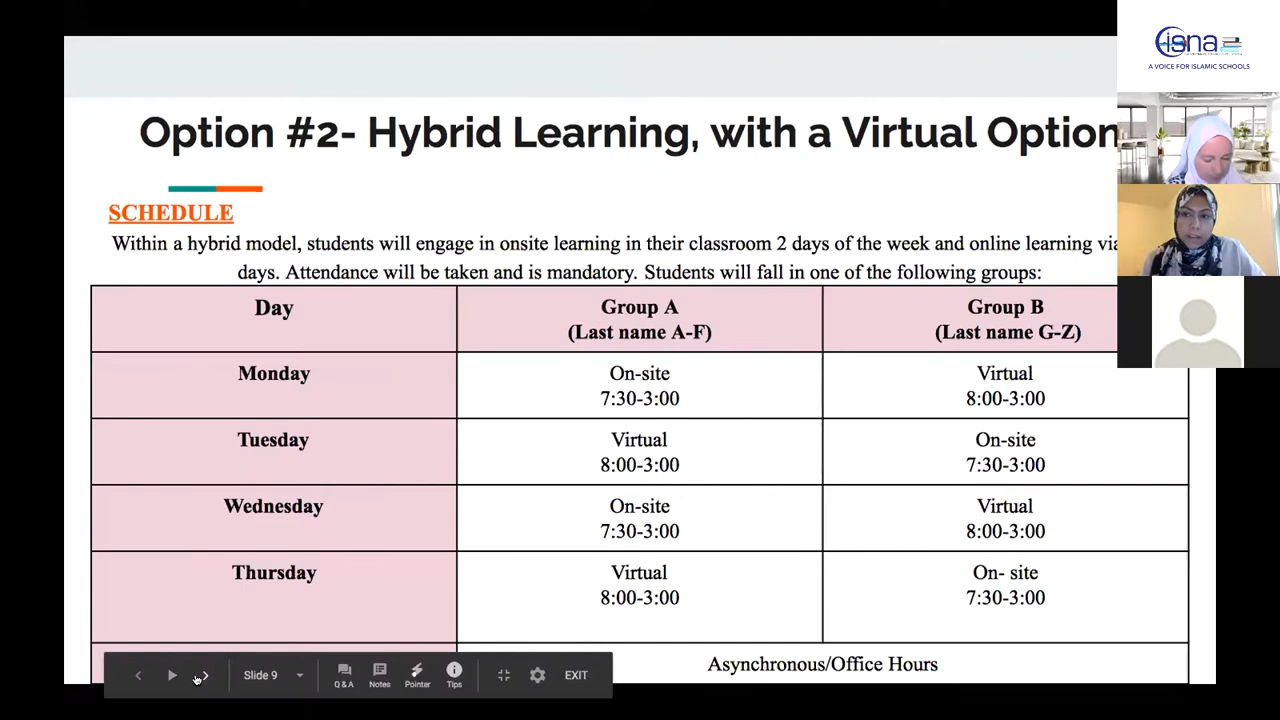 isna
A VOICE FOR ISLAMIC SCHOOLS
Option #2- Hybrid Learning, with a Virtual Option
SCHEDULE
Within a hybrid model, students will engage in onsite learning in their classroom 2 days of the week and online learning via
days. Attendance will be taken and is mandatory. Students will fall in one of the following groups:
Day
Group A
(Last name A-F)
Group B
(Last name G-Z)
Monday
On-site
7:30-3:00
Virtual
8:00-3:00
Tuesday
Virtual
8:00-3:00
On-site
7:30-3:00
Wednesday
On-site
7:30-3:00
Virtual
8:00-3:00
Thursday
Virtual
8:00-3:00
On- site
7:30-3:00
Asynchronous/Office Hours
Slide 9
Q & A
Notes
Pointer
Tips
EXIT